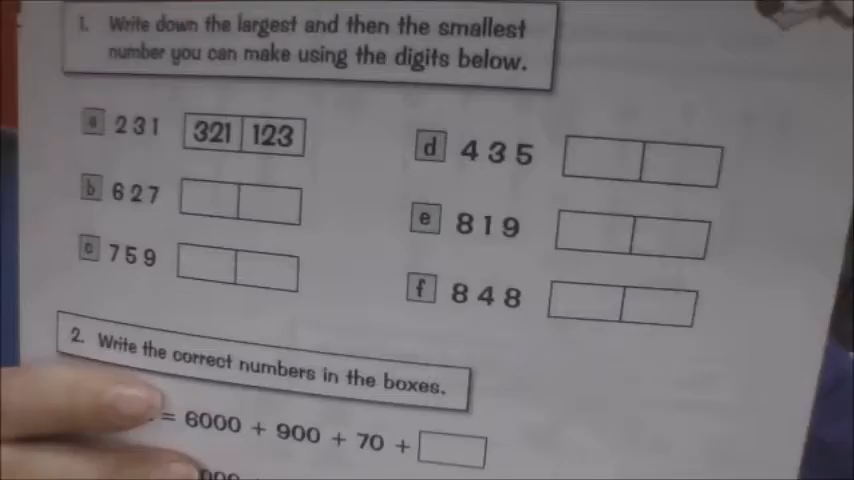 1. Write down the largest and then the smallest
number you can make using the digits below.
a 231 321 123
b 627
c 759
d 435
e 819
f 848
2. Write the correct numbers in the boxes.
= 6000 + 900 + 70 +